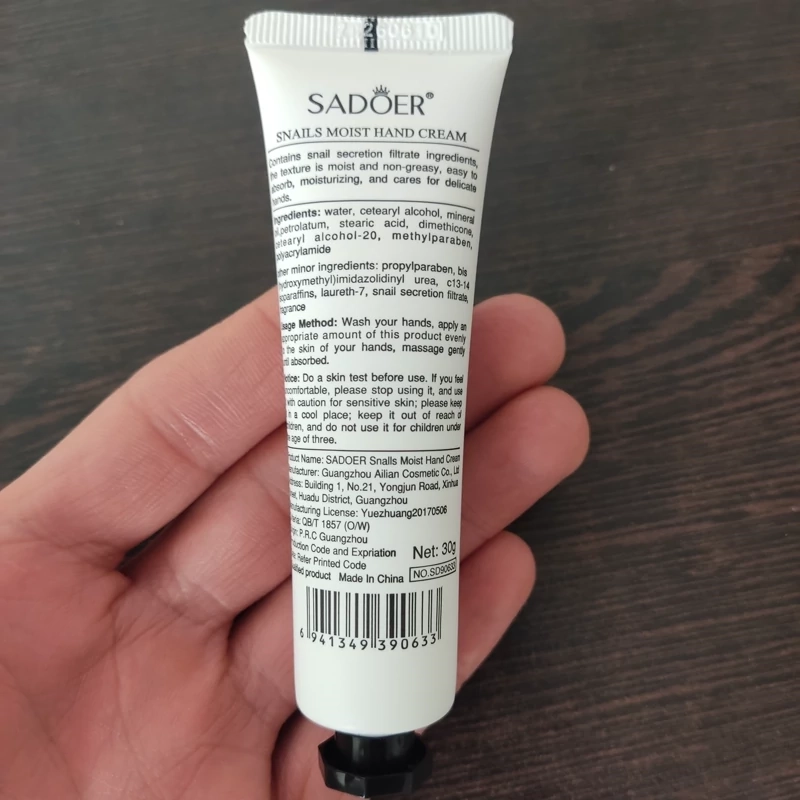 SADOER®
SNAILS MOIST HAND CREAM
Contains snail secretion filtrate ingredients,
the texture is moist and non-greasy, easy to
absorb, moisturizing, and cares for delicate
hands.
Ingredients: water, cetearyl alcohol, mineral
oil,petrolatum, stearic acid, dimethicone,
cetearyl alcohol-20, methylparaben,
polyacrylamide
other minor ingredients: propylparaben, bis
(hydroxymethyl)imidazolidinyl urea, c13-14
isoparaffins, laureth-7, snail secretion filtrate,
fragrance
Usage Method: Wash your hands, apply an
appropriate amount of this product evenly
to the skin of your hands, massage gently
until absorbed.
Notice: Do a skin test before use. If you feel
uncomfortable, please stop using it, and use
with caution for sensitive skin; please keep
in a cool place; keep it out of reach of
children, and do not use it for children under
the age of three.
Product Name: SADOER Snalls Moist Hand Cream
Manufacturer: Guangzhou Ailian Cosmetic Co., Ltd
Address: Building 1, No.21, Yongjun Road, Xinhua
Street, Huadu District, Guangzhou
Manufacturing License: Yuezhuang20170506
QB/T 1857 (O/W)
P.R.C Guangzhou
Production Code and Expriation
Refer Printed Code
product Made In China
Net: 30g
NO.SD90633
6 941349 390633